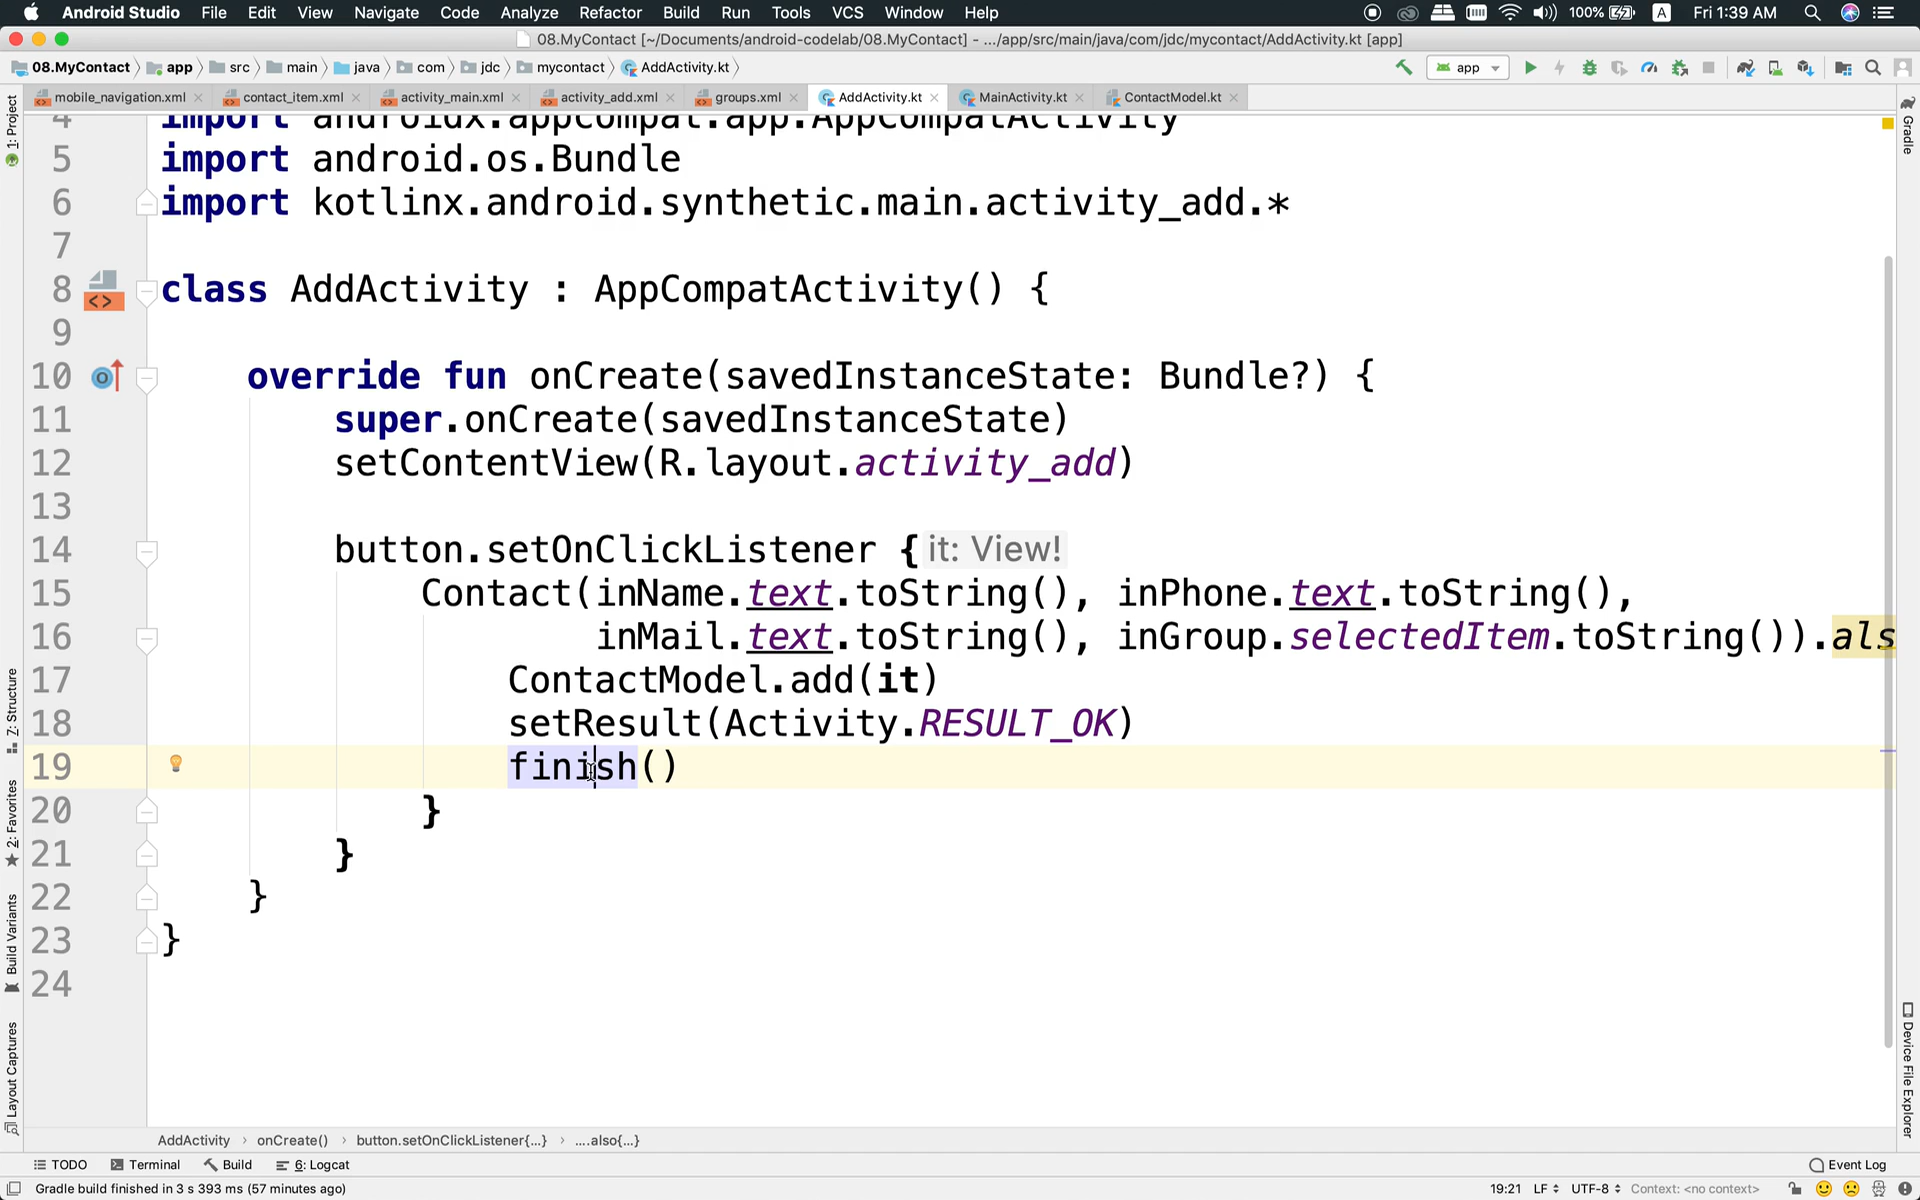 Android Studio File Edit View Navigate Code Analyze Refactor Build Run Tools VCS Window Help 100% A Fri 1:39 AM
08.MyContact [~/Documents/android-codelab/08.MyContact] - .../app/src/main/java/com/jdc/mycontact/AddActivity.kt [app]
08.MyContact app src main java com jdc mycontact AddActivity.kt app
mobile_navigation.xml contact_item.xml activity_main.xml activity_add.xml groups.xml AddActivity.kt MainActivity.kt ContactModel.kt
1: Project
Gradle
4 import androidx.appcompat.app.AppCompatActivity
5 import android.os.Bundle
6 import kotlinx.android.synthetic.main.activity_add.*
7
8 class AddActivity : AppCompatActivity() {
9
10 override fun onCreate(savedInstanceState: Bundle?) {
11 super.onCreate(savedInstanceState)
12 setContentView(R.layout.activity_add)
13
14 button.setOnClickListener { it: View!
15 Contact(inName.text.toString(), inPhone.text.toString(),
16 inMail.text.toString(), inGroup.selectedItem.toString()).als
17 ContactModel.add(it)
18 setResult(Activity.RESULT_OK)
19 finish()
20 }
21 }
22 }
23 }
24
Z: Structure
2: Favorites
Build Variants
Layout Captures
Device File Explorer
AddActivity › onCreate() › button.setOnClickListener{...} › ....also{...}
TODO Terminal Build 6: Logcat Event Log
Gradle build finished in 3 s 393 ms (57 minutes ago) 19:21 LF UTF-8 Context: <no context>